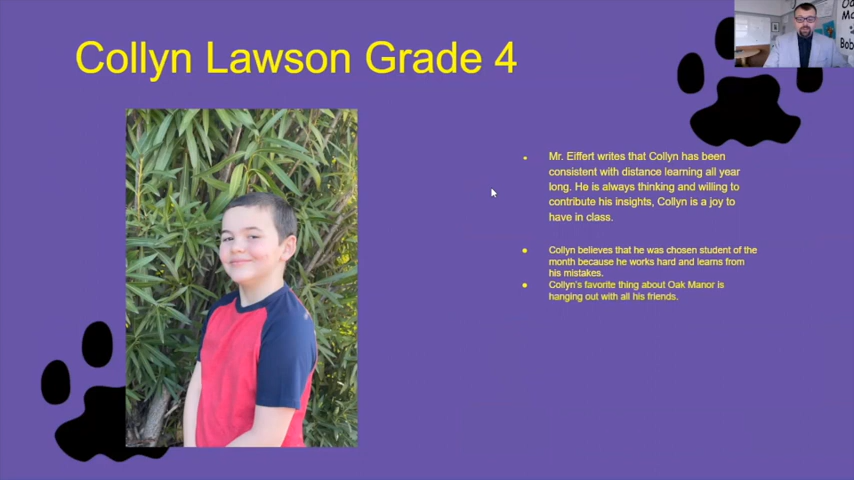 Collyn Lawson Grade 4
Mr. Eiffert writes that Collyn has been
consistent with distance learning all year
long. He is always thinking and willing to
contribute his insights, Collyn is a joy to
have in class.
Collyn believes that he was chosen student of the
month because he works hard and learns from
his mistakes.
Collyn's favorite thing about Oak Manor is
hanging out with all his friends.